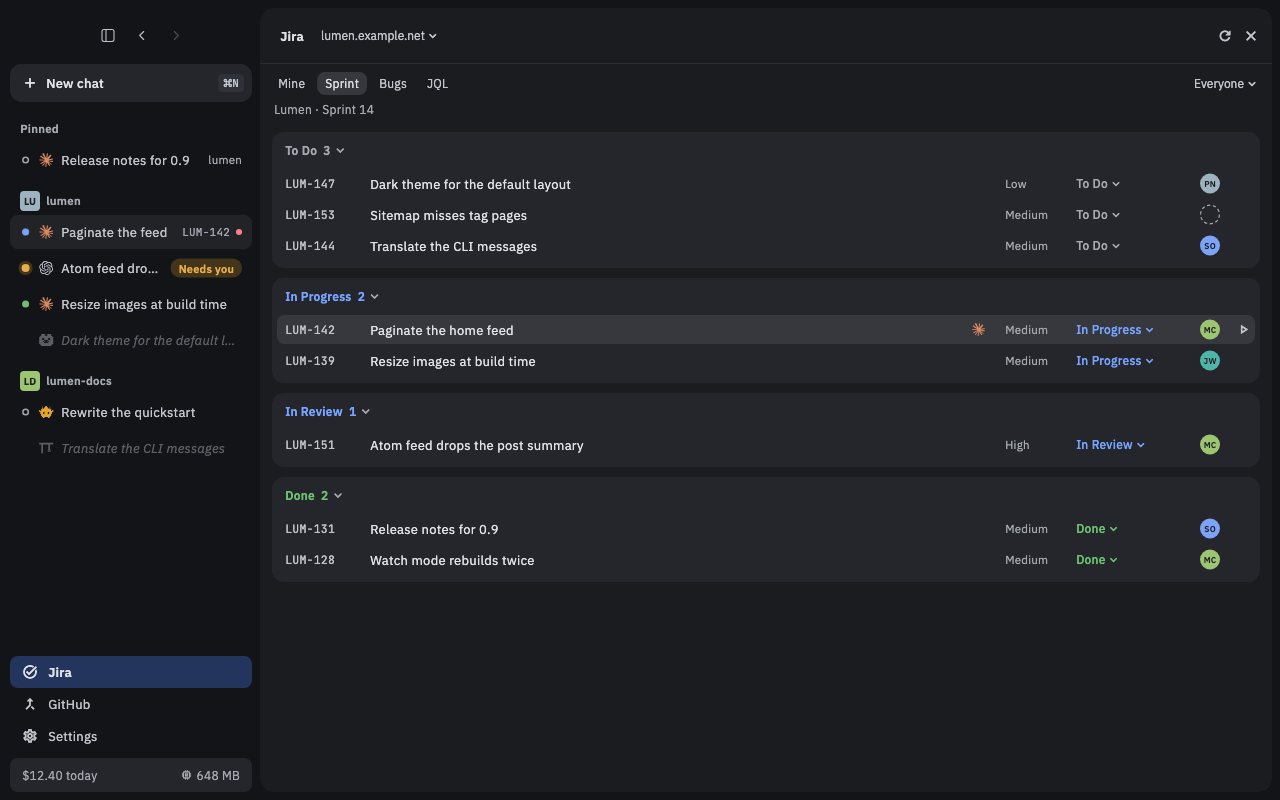 New chat ⌘N
Pinned
Release notes for 0.9 lumen
LU lumen
Paginate the feed LUM-142
Atom feed dro... Needs you
Resize images at build time
Dark theme for the default l...
LD lumen-docs
Rewrite the quickstart
Translate the CLI messages
Jira
GitHub
Settings
$12.40 today 648 MB
Jira lumen.example.net
Mine Sprint Bugs JQL Everyone
Lumen · Sprint 14
To Do 3
LUM-147 Dark theme for the default layout Low To Do PN
LUM-153 Sitemap misses tag pages Medium To Do
LUM-144 Translate the CLI messages Medium To Do SO
In Progress 2
LUM-142 Paginate the home feed Medium In Progress MC
LUM-139 Resize images at build time Medium In Progress JW
In Review 1
LUM-151 Atom feed drops the post summary High In Review MC
Done 2
LUM-131 Release notes for 0.9 Medium Done SO
LUM-128 Watch mode rebuilds twice Medium Done MC